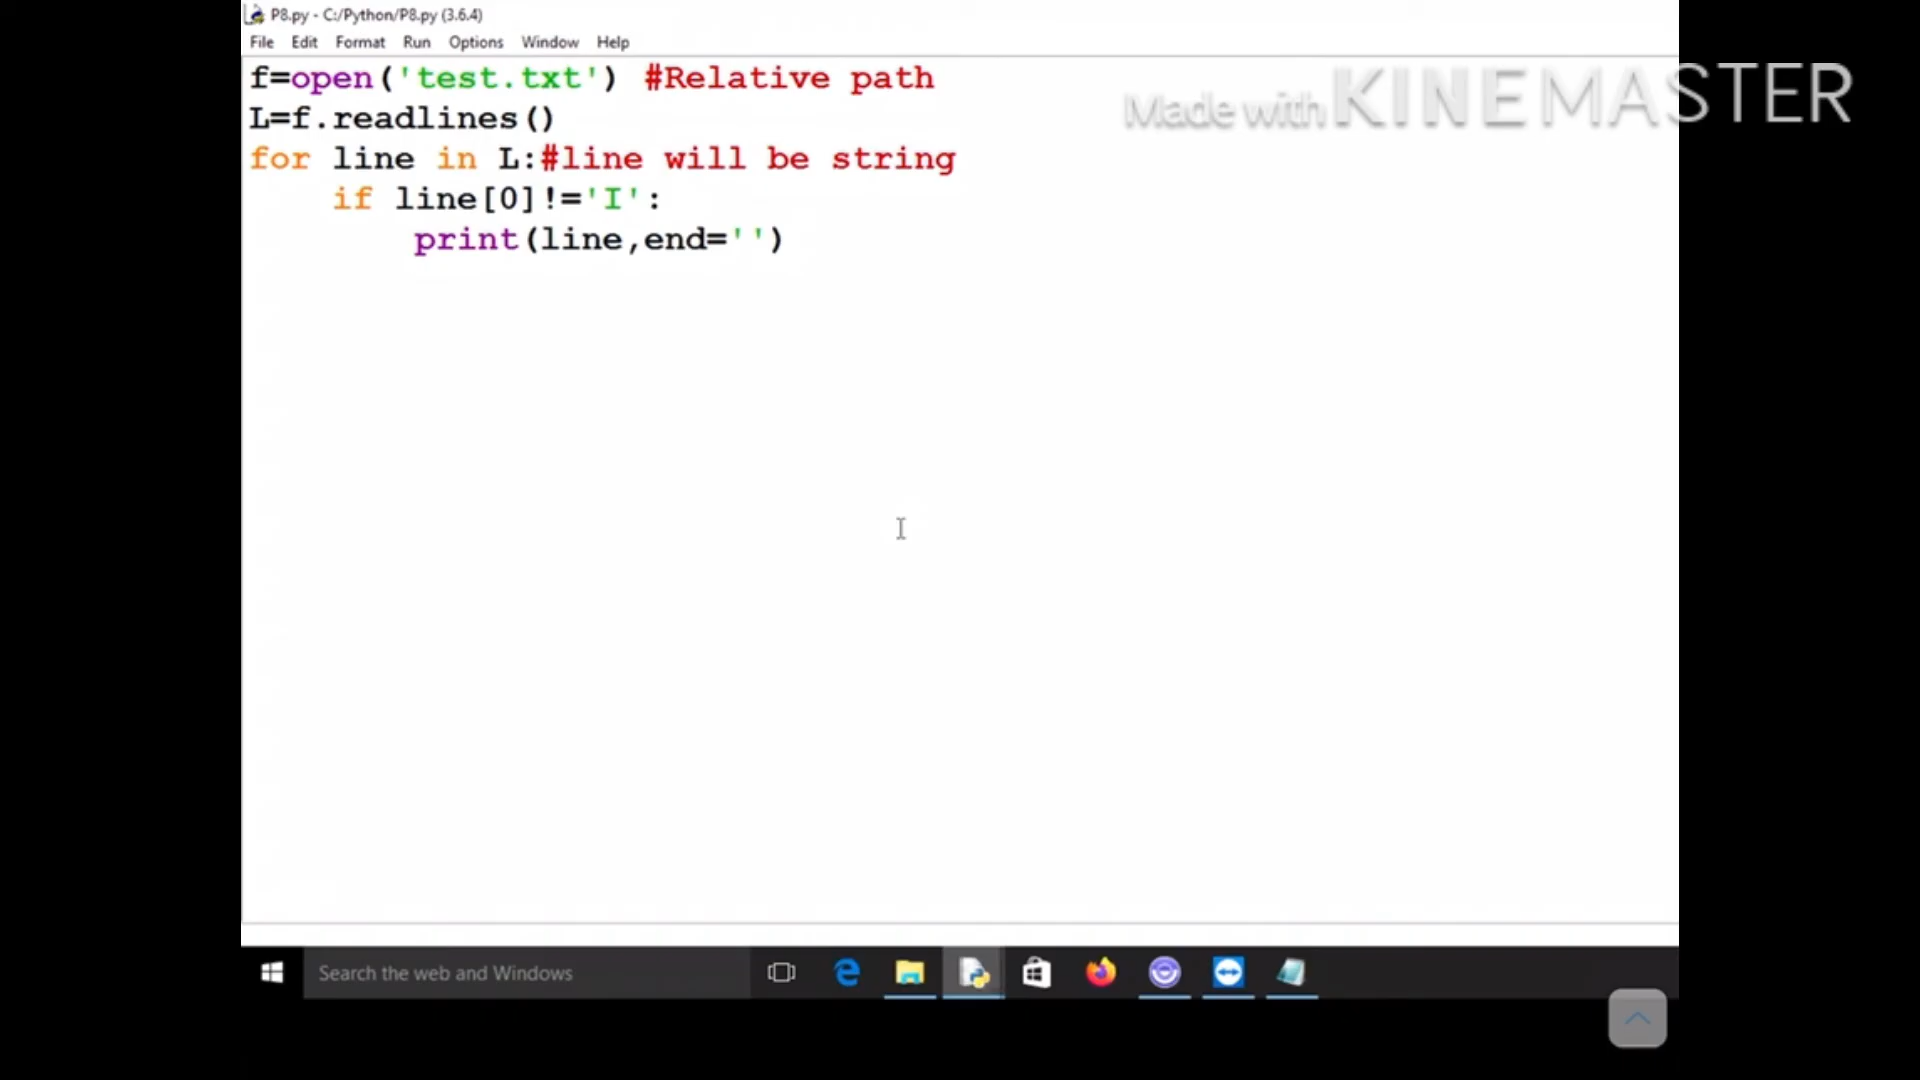 P8.py - C:/Python/P8.py (3.6.4)
File Edit Format Run Options Window Help
f=open('test.txt') #Relative path
L=f.readlines()
for line in L:#line will be string
    if line[0]!='I':
        print(line,end='')
Made with KINEMASTER
Search the web and Windows